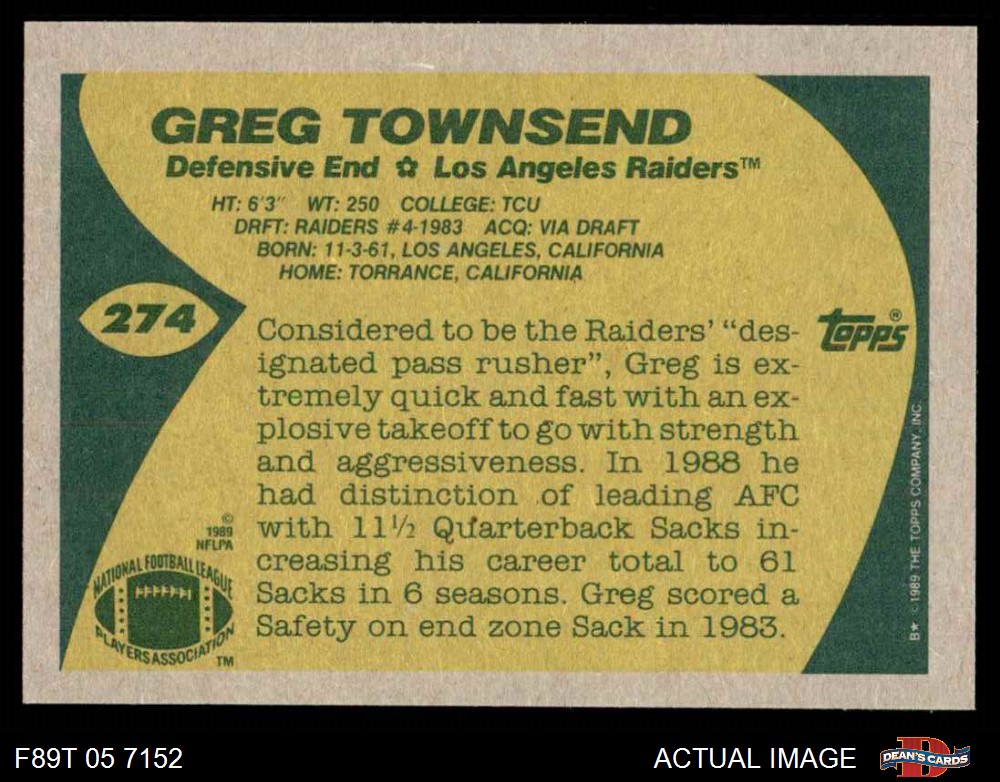 GREG TOWNSEND
Defensive End ✿ Los Angeles Raiders™
HT: 6'3" WT: 250 COLLEGE: TCU
DRFT: RAIDERS #4-1983 ACQ: VIA DRAFT
BORN: 11-3-61, LOS ANGELES, CALIFORNIA
HOME: TORRANCE, CALIFORNIA
274
Considered to be the Raiders' "des-
ignated pass rusher", Greg is ex-
tremely quick and fast with an ex-
plosive takeoff to go with strength
and aggressiveness. In 1988 he
had distinction of leading AFC
with 11½ Quarterback Sacks in-
creasing his career total to 61
Sacks in 6 seasons. Greg scored a
Safety on end zone Sack in 1983.
topps®
©
1989
NFLPA
NATIONAL FOOTBALL LEAGUE
PLAYERS ASSOCIATION
TM
B* © 1989 THE TOPPS COMPANY, INC.
F89T 05 7152
ACTUAL IMAGE
DEAN'S CARDS